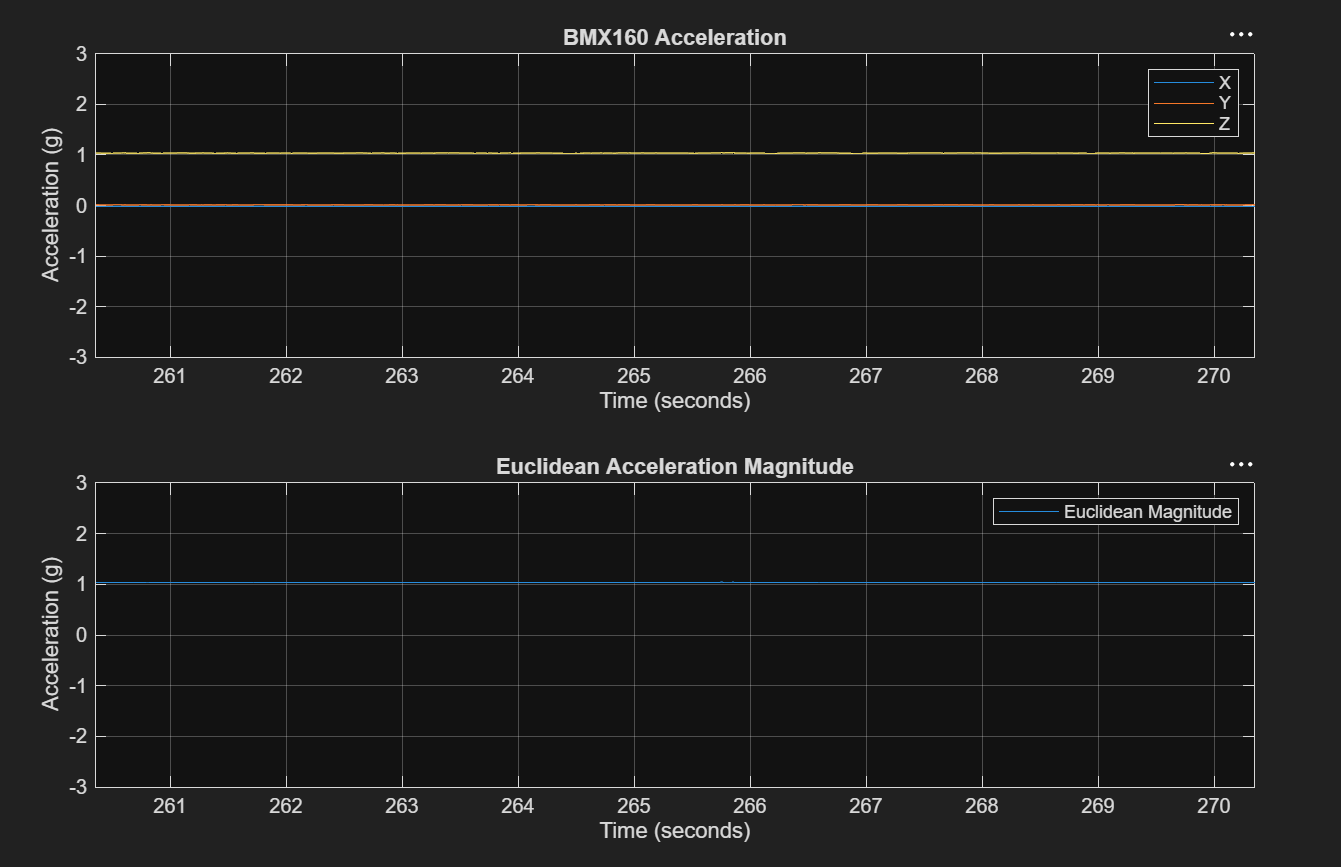 BMX160 Acceleration
3
2
1
0
-1
-2
-3
Acceleration (g)
X
Y
Z
261 262 263 264 265 266 267 268 269 270
Time (seconds)
Euclidean Acceleration Magnitude
3
2
1
0
-1
-2
-3
Acceleration (g)
Euclidean Magnitude
261 262 263 264 265 266 267 268 269 270
Time (seconds)